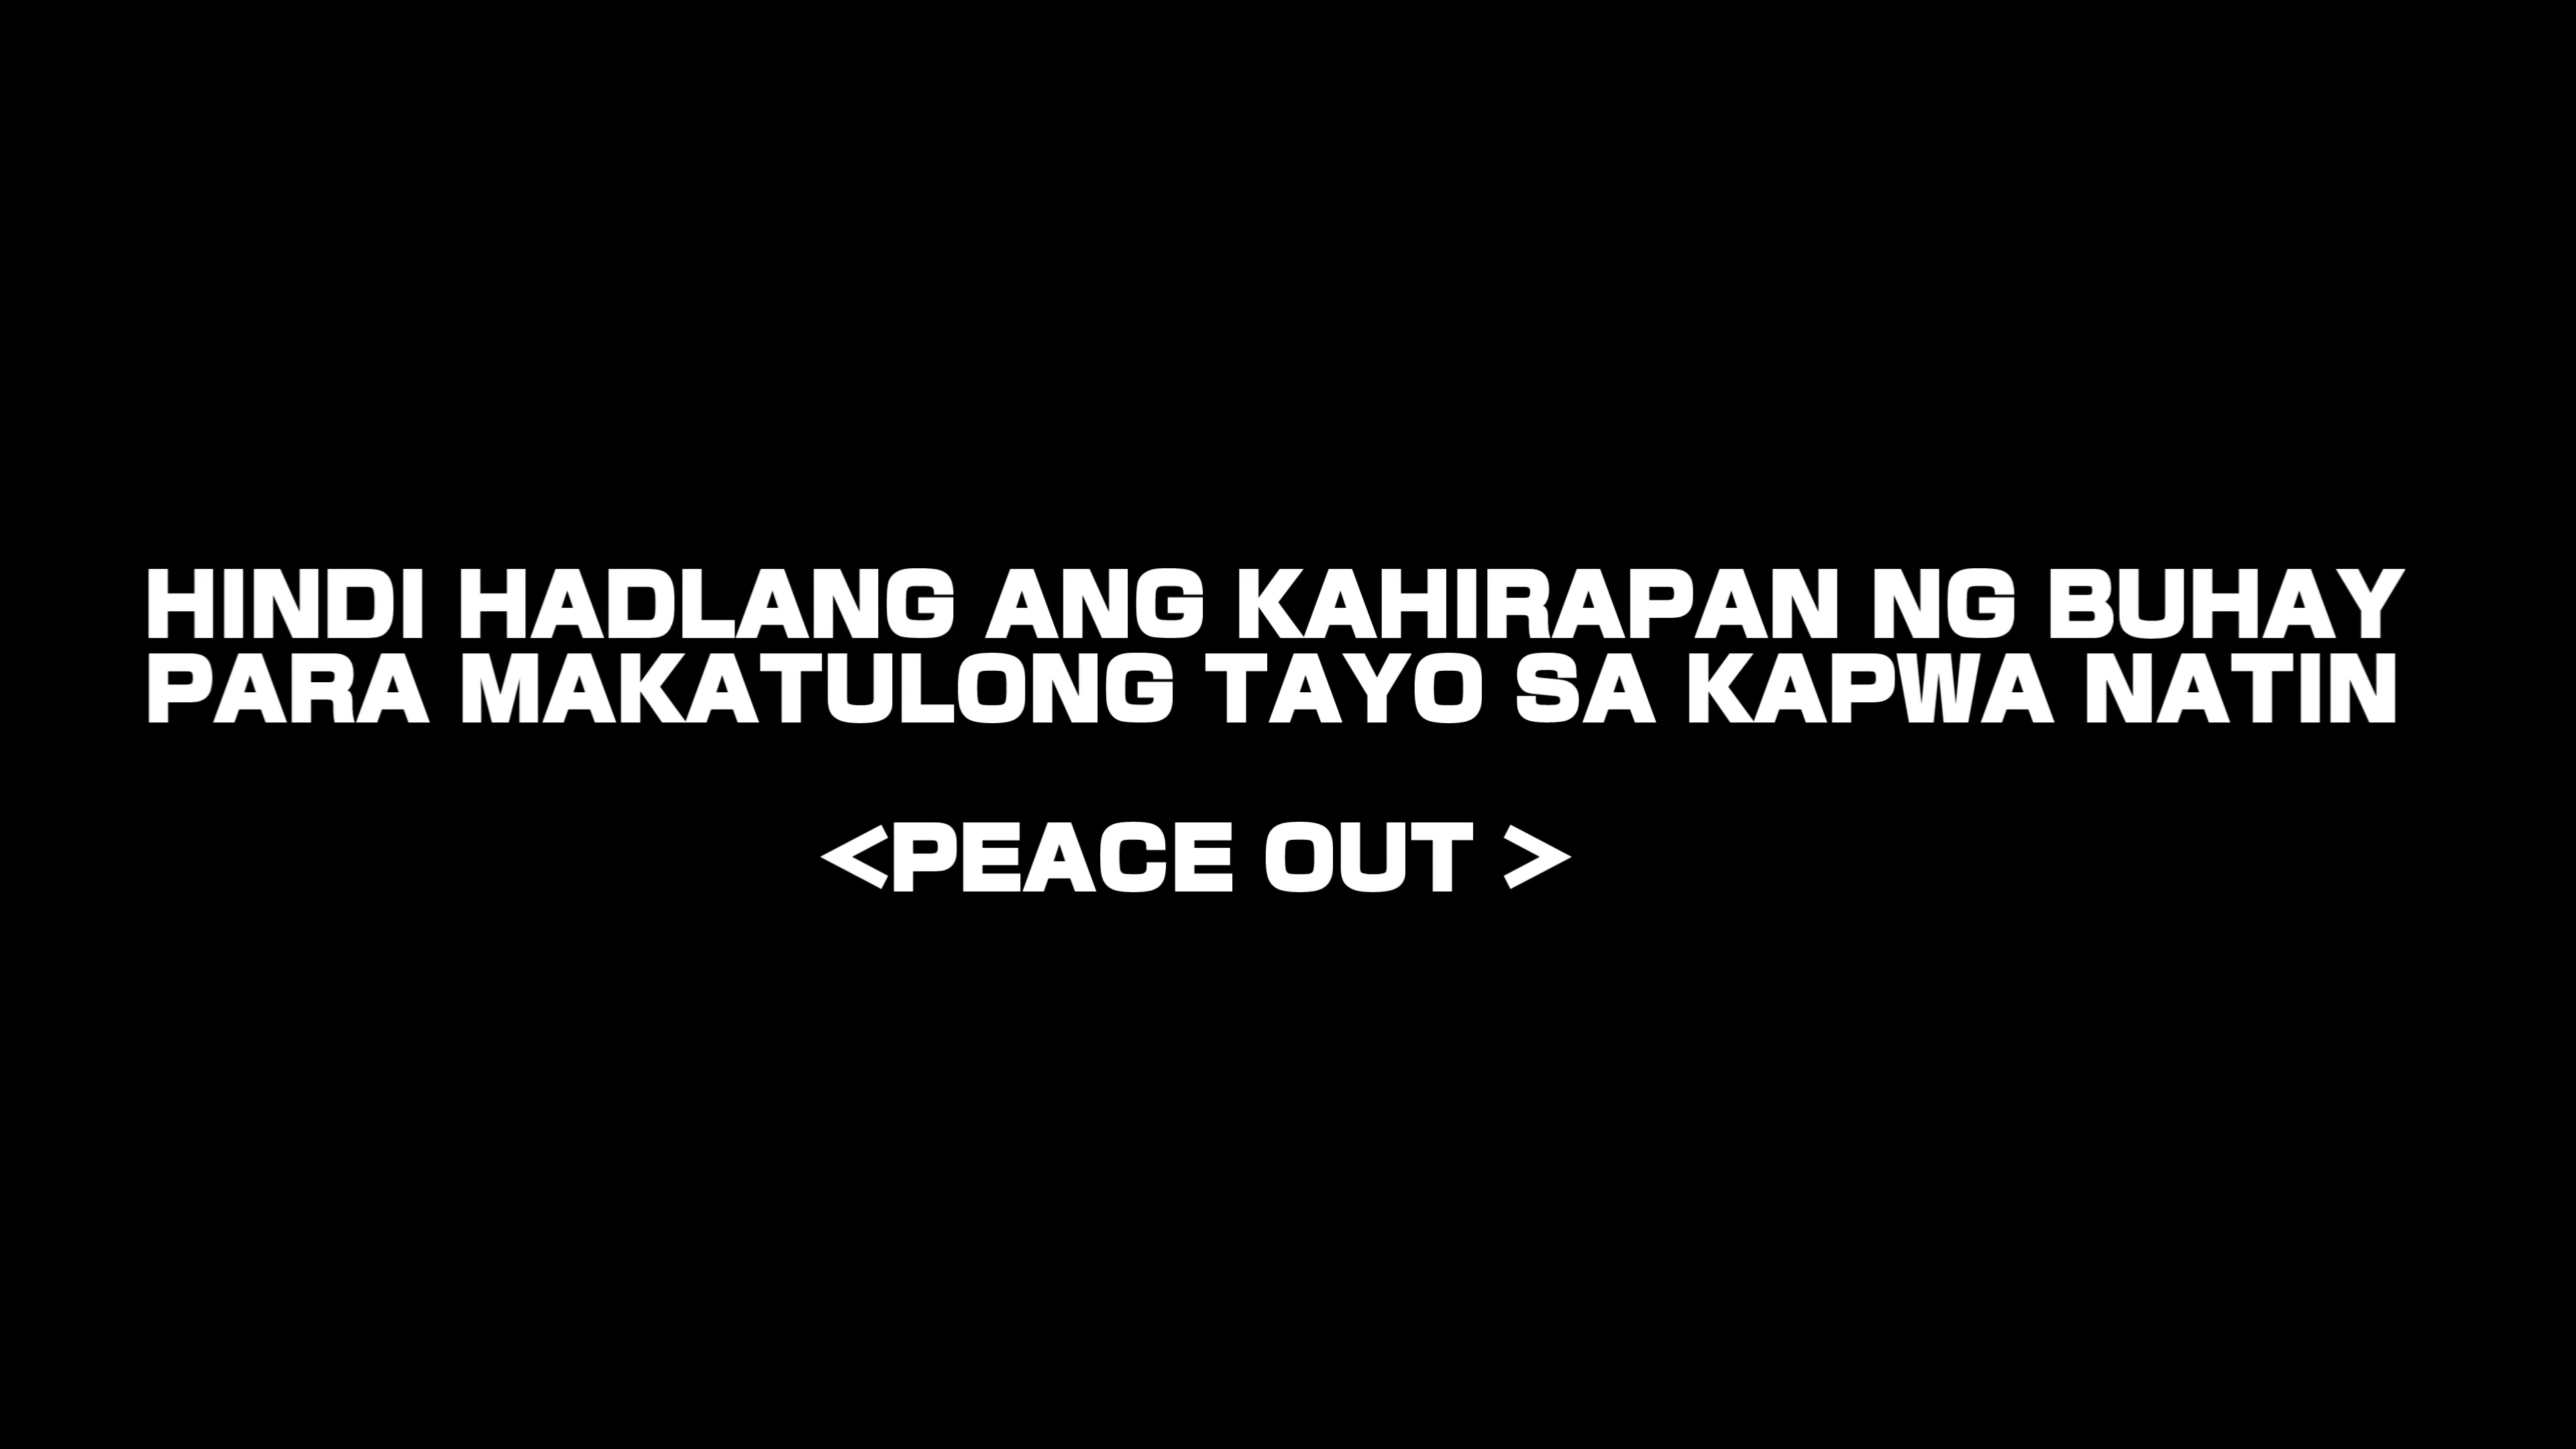 HINDI HADLANG ANG KAHIRAPAN NG BUHAY
PARA MAKATULONG TAYO SA KAPWA NATIN
<PEACE OUT >